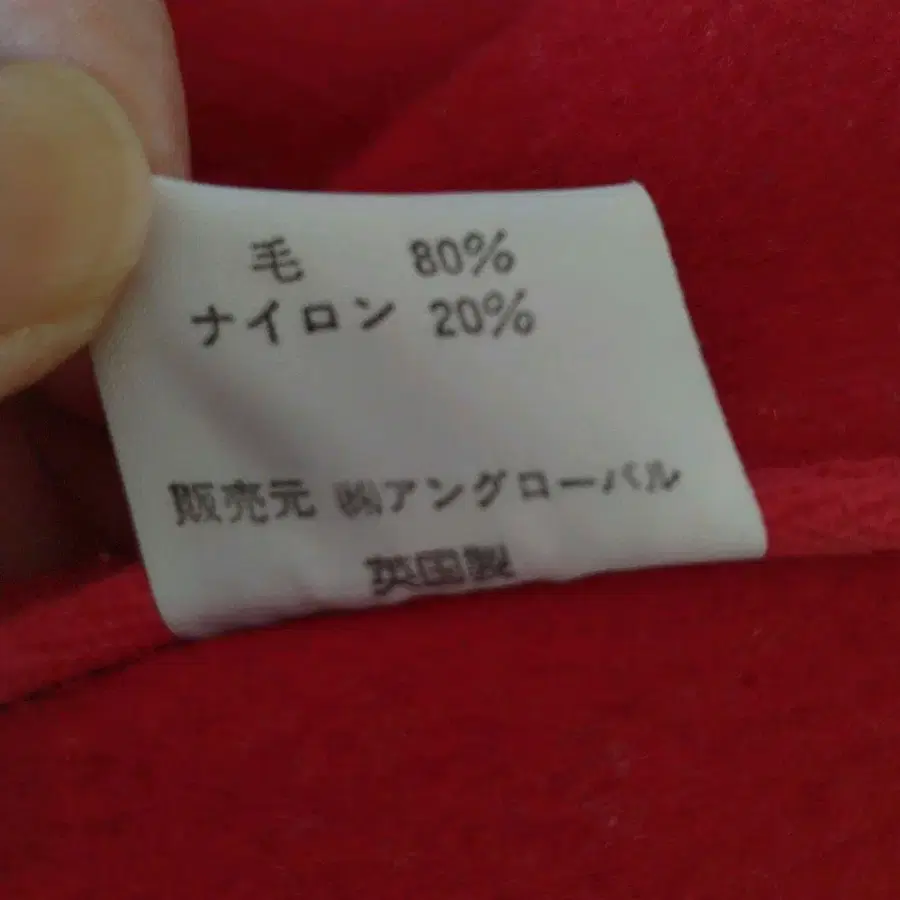 毛 80%
ナイロン 20%
販売元 ㈱アングローバル
英国製